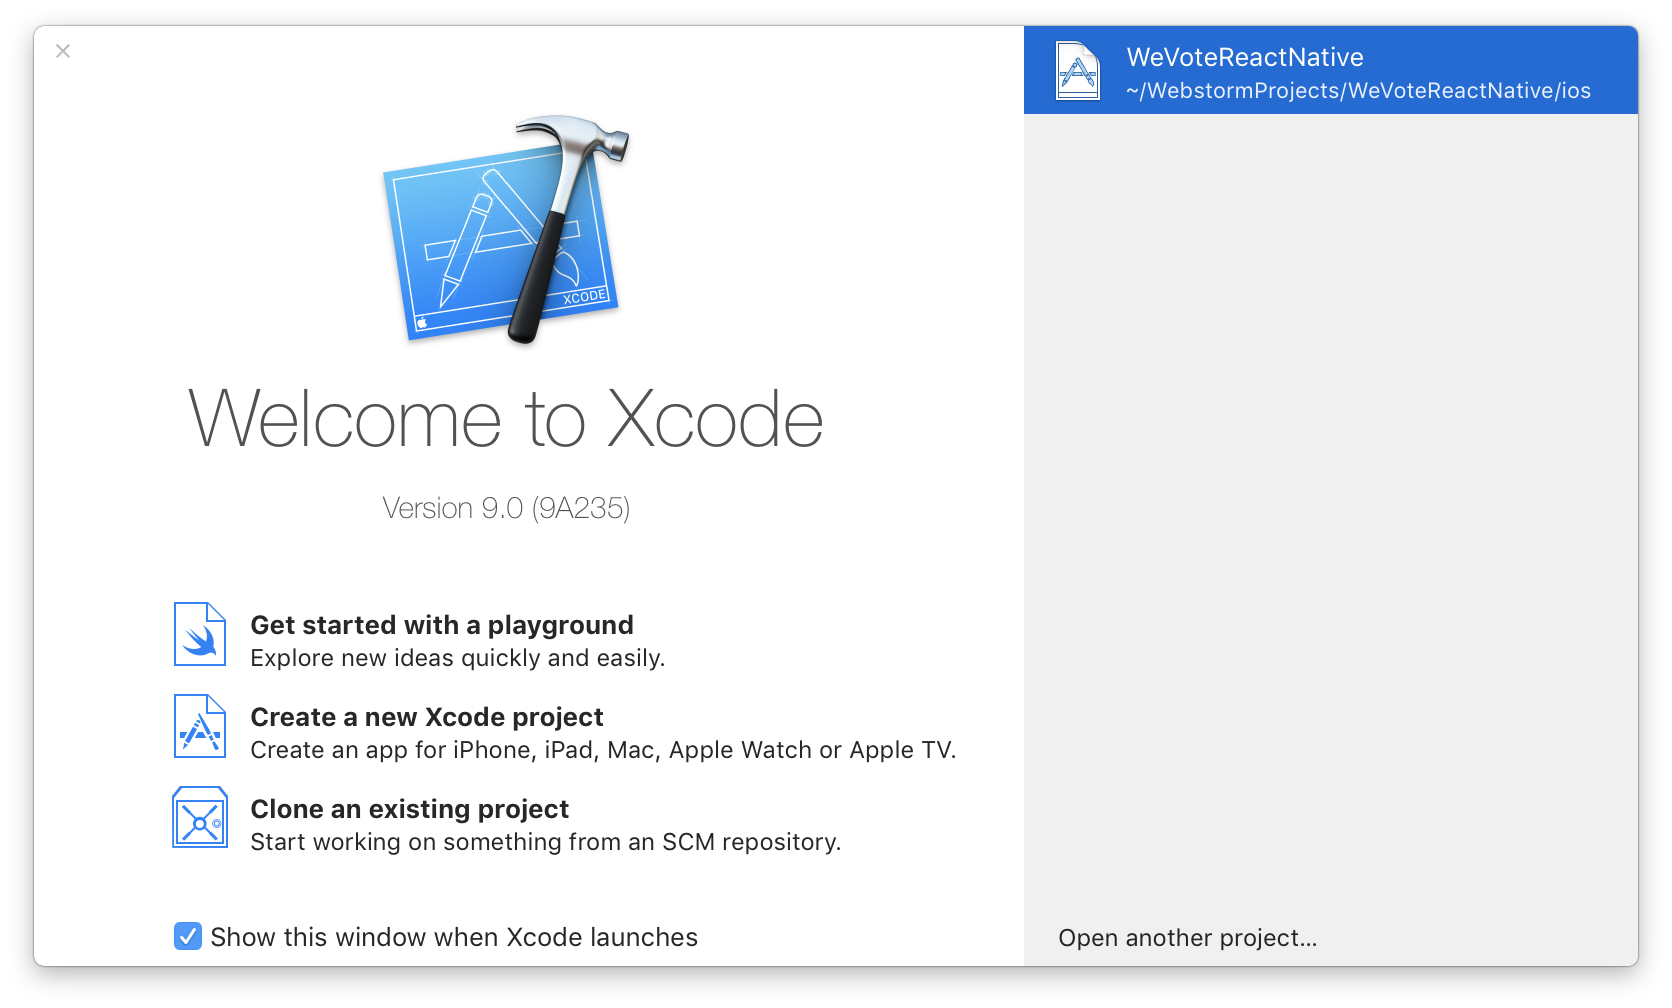 WeVoteReactNative
~/WebstormProjects/WeVoteReactNative/ios
XCODE
Welcome to Xcode
Version 9.0 (9A235)
Get started with a playground
Explore new ideas quickly and easily.
Create a new Xcode project
Create an app for iPhone, iPad, Mac, Apple Watch or Apple TV.
Clone an existing project
Start working on something from an SCM repository.
Show this window when Xcode launches
Open another project...